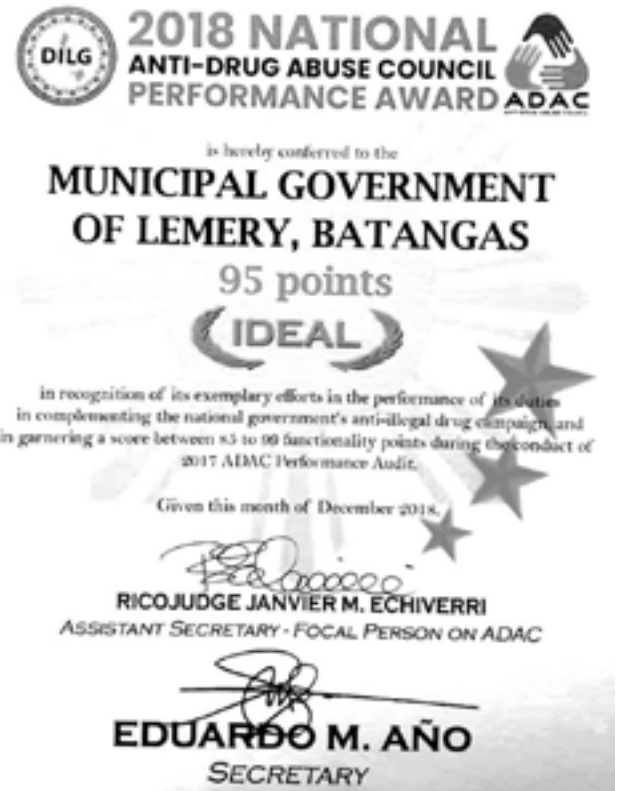 DILG
2018 NATIONAL
ANTI-DRUG ABUSE COUNCIL
PERFORMANCE AWARD
ADAC
is hereby conferred to the
MUNICIPAL GOVERNMENT
OF LEMERY, BATANGAS
95 points
IDEAL
in recognition of its exemplary efforts in the performance of its duties
in complementing the national government's anti-illegal drug campaign, and
in garnering a score between 85 to 99 functionality points during the conduct of
2017 ADAC Performance Audit.
Given this month of December 2018.
RICOJUDGE JANVIER M. ECHIVERRI
ASSISTANT SECRETARY - FOCAL PERSON ON ADAC
EDUARDO M. AÑO
SECRETARY